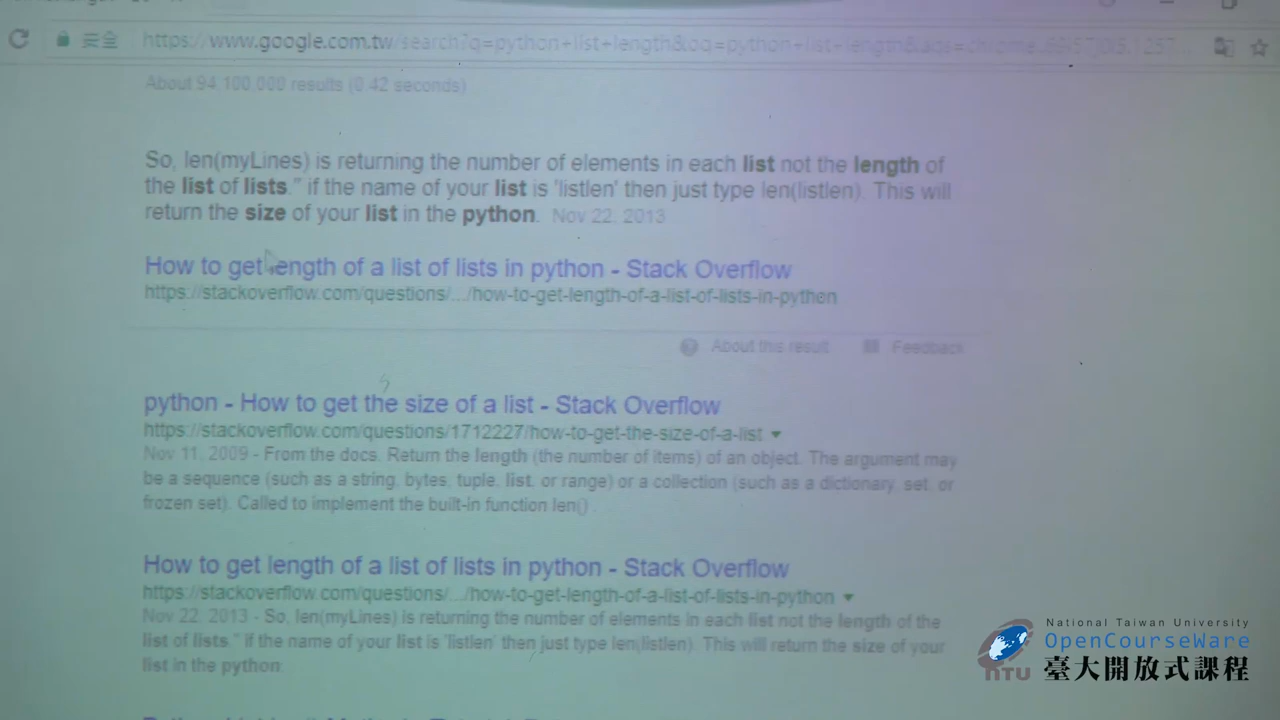 安全 https://www.google.com.tw/search?q=python+list+length&oq=python+list+length&aqs=chrome
About 94,100,000 results (0.42 seconds)
So, len(myLines) is returning the number of elements in each list not the length of
the list of lists." if the name of your list is 'listlen' then just type len(listlen). This will
return the size of your list in the python. Nov 22, 2013
How to get length of a list of lists in python - Stack Overflow
https://stackoverflow.com/questions/.../how-to-get-length-of-a-list-of-lists-in-python
About this result Feedback
python - How to get the size of a list - Stack Overflow
https://stackoverflow.com/questions/1712227/how-to-get-the-size-of-a-list
Nov 11, 2009 - From the docs. Return the length (the number of items) of an object. The argument may
be a sequence (such as a string, bytes, tuple, list, or range) or a collection (such as a dictionary, set, or
frozen set). Called to implement the built-in function len()
How to get length of a list of lists in python - Stack Overflow
https://stackoverflow.com/questions/.../how-to-get-length-of-a-list-of-lists-in-python
Nov 22, 2013 - So, len(myLines) is returning the number of elements in each list not the length of the
list of lists." if the name of your list is 'listlen' then just type len(listlen). This will return the size of your
list in the python.
National Taiwan University
OpenCourseWare
臺大開放式課程
NTU